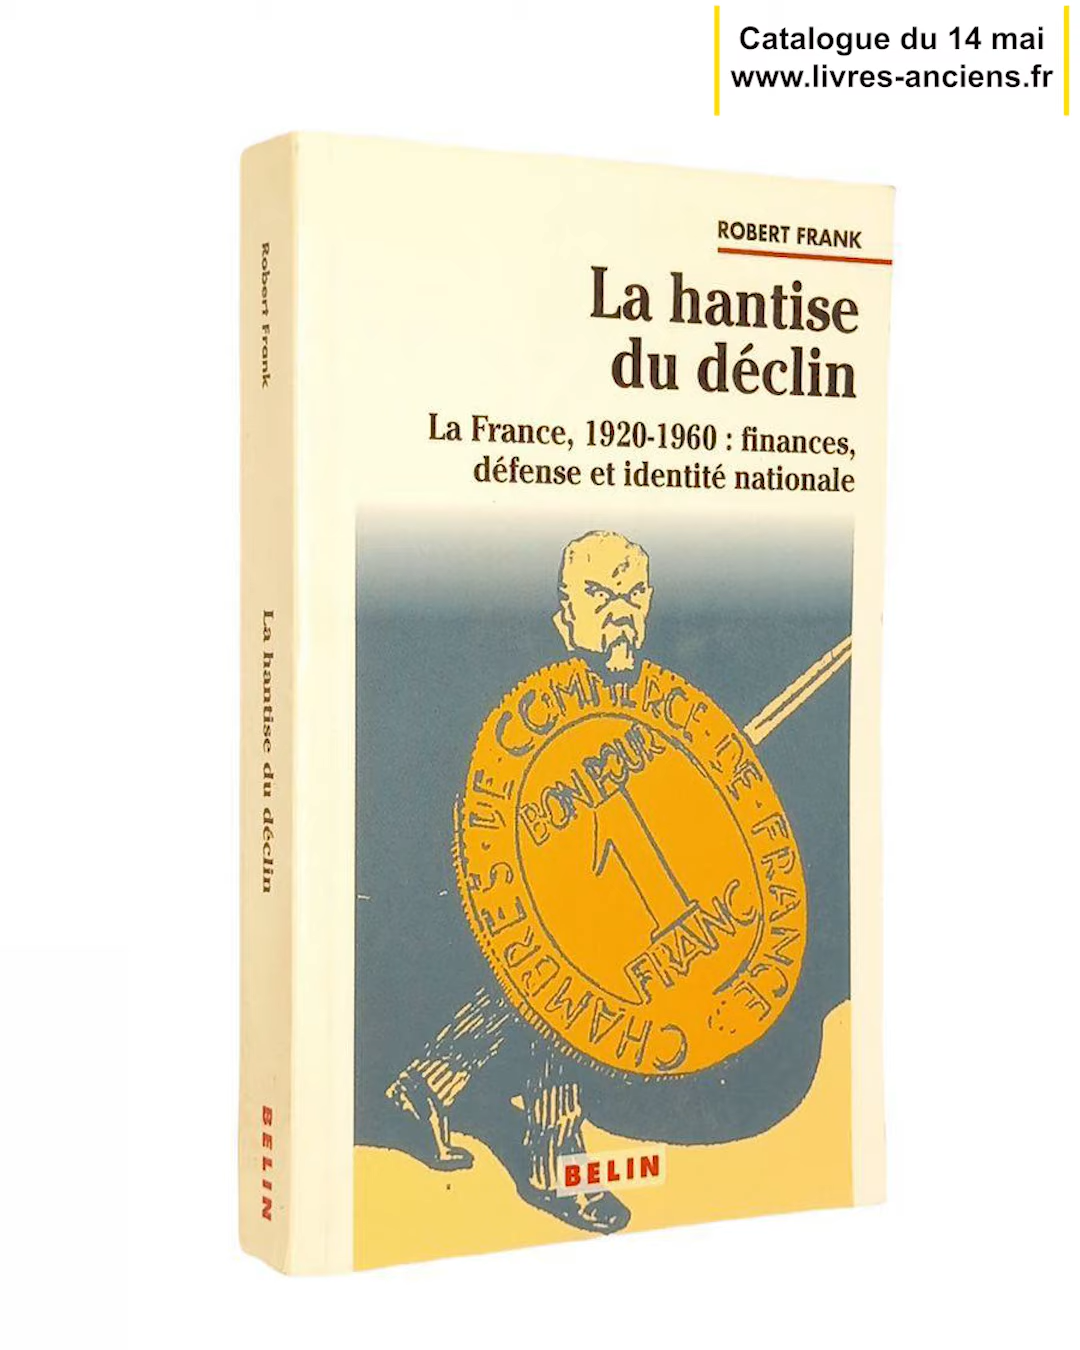 Catalogue du 14 mai
www.livres-anciens.fr
ROBERT FRANK
La hantise
du déclin
La France, 1920-1960 : finances,
défense et identité nationale
CHAMBRES · DE · COMMERCE · DE · FRANCE
BON POUR
1
FRANC
BELIN
Robert Frank
La hantise du déclin
BELIN